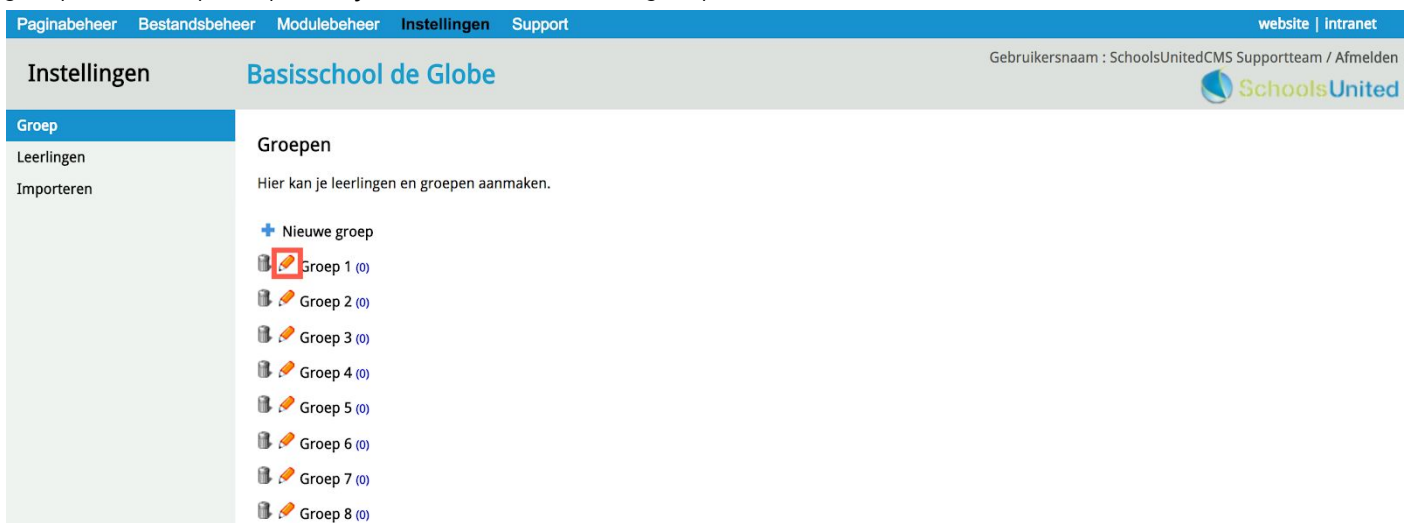 Paginabeheer Bestandsbeheer Modulebeheer Instellingen Support website | intranet
Instellingen Basisschool de Globe Gebruikersnaam : SchoolsUnitedCMS Supportteam / Afmelden
SchoolsUnited
Groep
Leerlingen
Importeren
Groepen
Hier kan je leerlingen en groepen aanmaken.
Nieuwe groep
Groep 1 (0)
Groep 2 (0)
Groep 3 (0)
Groep 4 (0)
Groep 5 (0)
Groep 6 (0)
Groep 7 (0)
Groep 8 (0)